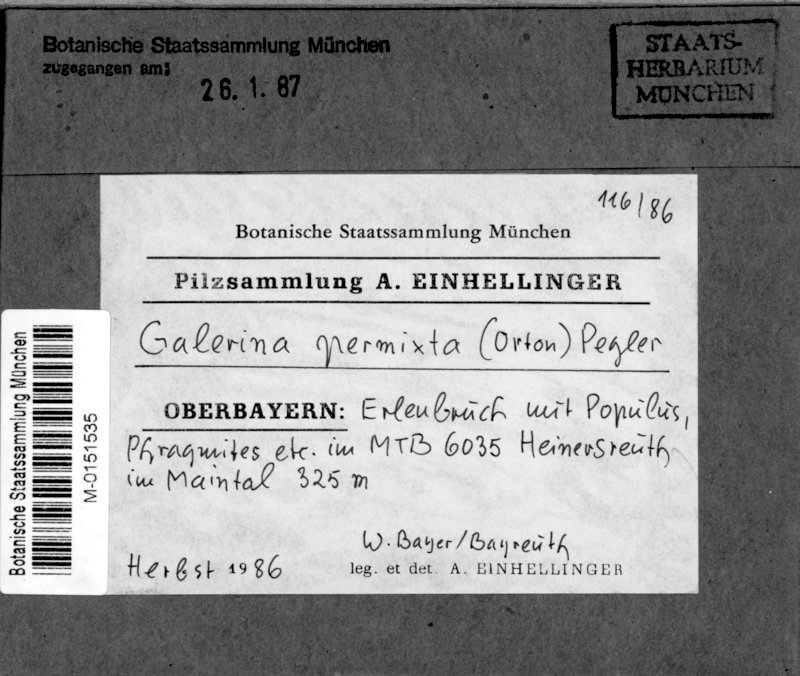 Botanische Staatssammlung München
zugegangen am:
26. 1. 87
STAATS-
HERBARIUM
MÜNCHEN
116/86
Botanische Staatssammlung München
Pilzsammlung A. EINHELLINGER
Galerina permixta (Orton) Pegler
OBERBAYERN: Erlenbruch mit Populus,
Phragmites etc. im MTB 6035 Heinersreuth
im Maintal 325 m
W. Bayer/Bayreuth
Herbst 1986
leg. et det. A. EINHELLINGER
Botanische Staatssammlung München
M-0151535